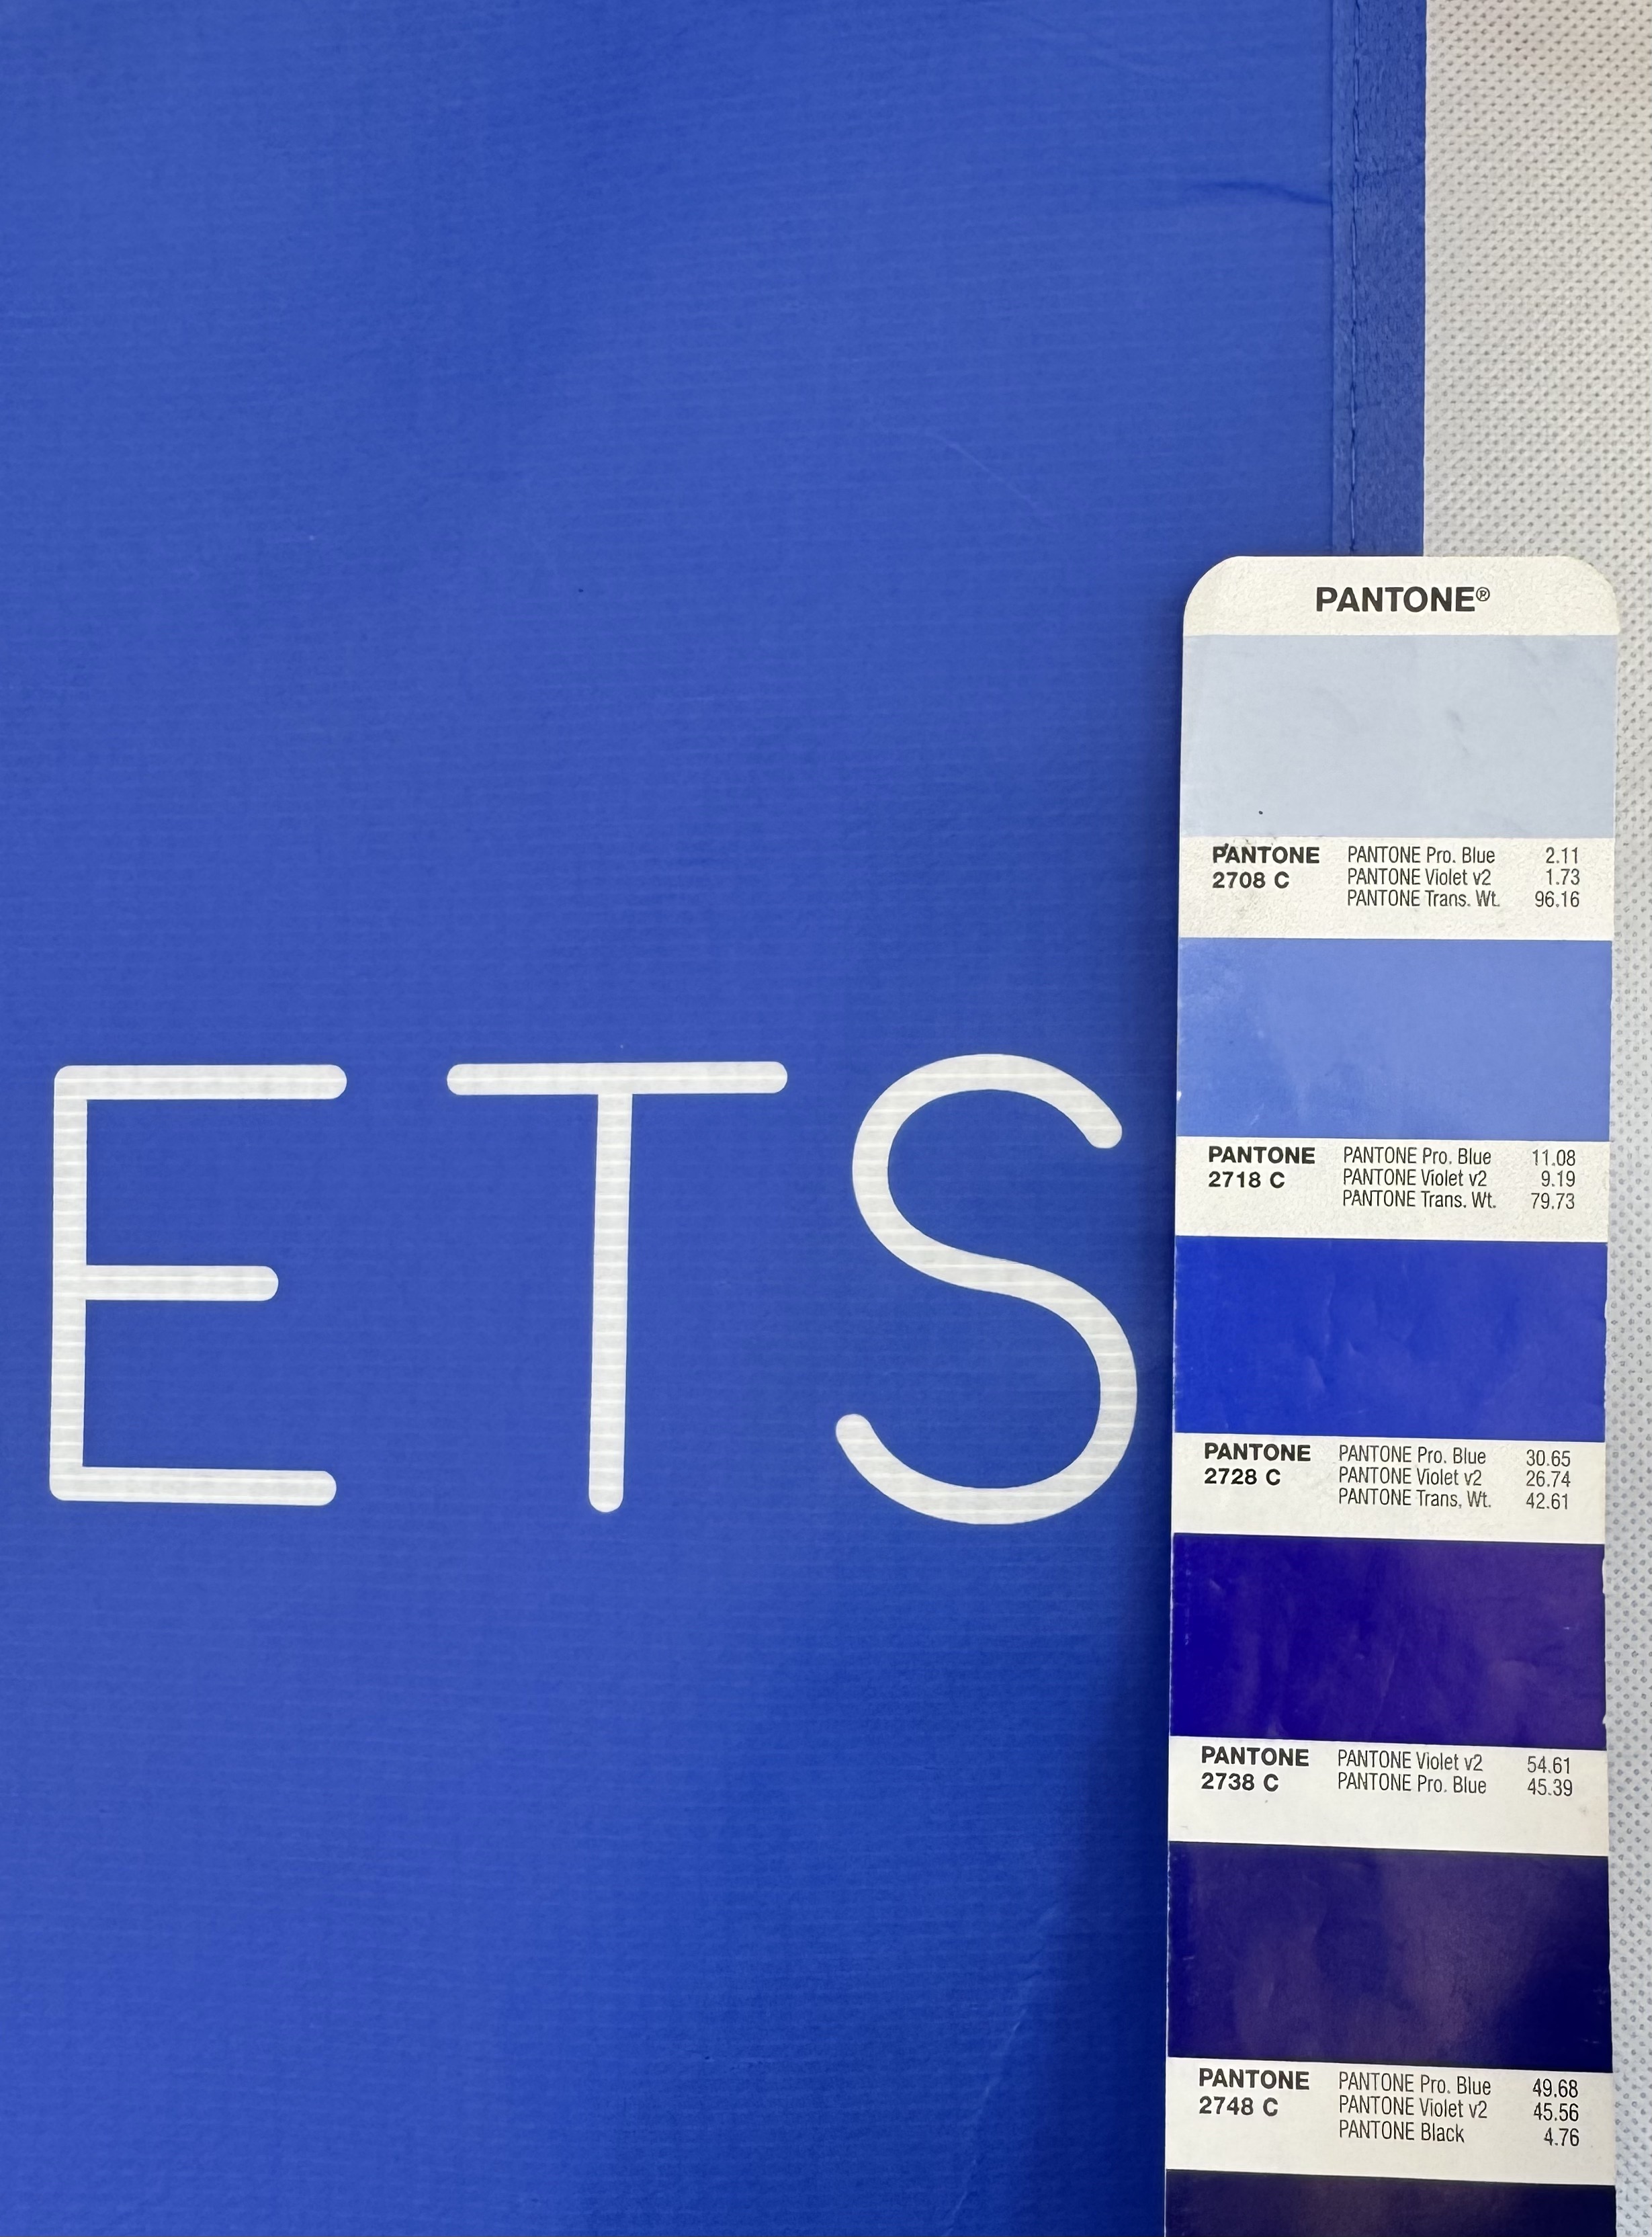 ETS
PANTONE®
PANTONE 2708 C
PANTONE Pro. Blue 2.11
PANTONE Violet v2 1.73
PANTONE Trans. Wt. 96.16
PANTONE 2718 C
PANTONE Pro. Blue 11.08
PANTONE Violet v2 9.19
PANTONE Trans. Wt. 79.73
PANTONE 2728 C
PANTONE Pro. Blue 30.65
PANTONE Violet v2 26.74
PANTONE Trans. Wt. 42.61
PANTONE 2738 C
PANTONE Violet v2 54.61
PANTONE Pro. Blue 45.39
PANTONE 2748 C
PANTONE Pro. Blue 49.68
PANTONE Violet v2 45.56
PANTONE Black 4.76